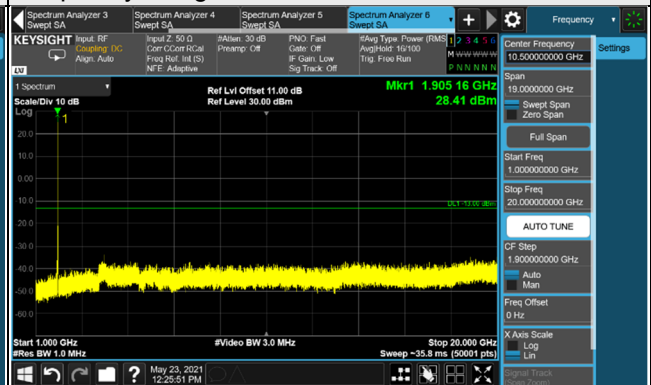 Spectrum Analyzer 3
Swept SA
Spectrum Analyzer 4
Swept SA
Spectrum Analyzer 5
Swept SA
Spectrum Analyzer 6
Swept SA
Frequency
KEYSIGHT
LXI
Input: RF
Coupling: DC
Align: Auto
Input Z: 50 Ω
Corr CCorr RCal
Freq Ref: Int (S)
NFE: Adaptive
#Atten: 30 dB
Preamp: Off
PNO: Fast
Gate: Off
IF Gain: Low
Sig Track: Off
#Avg Type: Power (RMS)
Avg|Hold: 16/100
Trig: Free Run
1 2 3 4 5 6
M W W W W W
P N N N N N
1 Spectrum
Scale/Div 10 dB
Log
Ref Lvl Offset 11.00 dB
Ref Level 30.00 dBm
Mkr1 1.905 16 GHz
28.41 dBm
1
20.0
10.0
0.00
-10.0
-20.0
-30.0
-40.0
-50.0
-60.0
DL1 -13.00 dBm
Start 1.000 GHz
#Res BW 1.0 MHz
#Video BW 3.0 MHz
Stop 20.000 GHz
Sweep ~35.8 ms (50001 pts)
May 23, 2021
12:25:51 PM
Center Frequency
10.500000000 GHz
Settings
Span
19.0000000 GHz
Swept Span
Zero Span
Full Span
Start Freq
1.000000000 GHz
Stop Freq
20.000000000 GHz
AUTO TUNE
CF Step
1.900000000 GHz
Auto
Man
Freq Offset
0 Hz
X Axis Scale
Log
Lin
Signal Track
(Span Zoom)